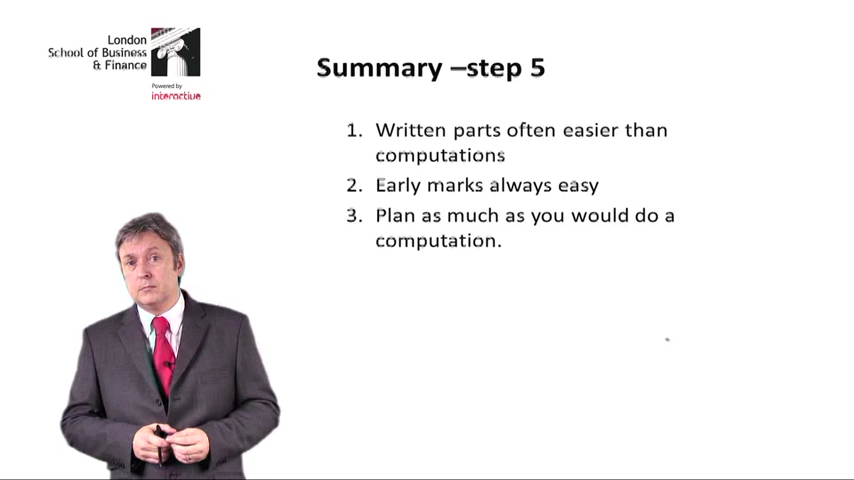 London
School of Business
& Finance
Powered by
interactive
Summary –step 5
1. Written parts often easier than
computations
2. Early marks always easy
3. Plan as much as you would do a
computation.